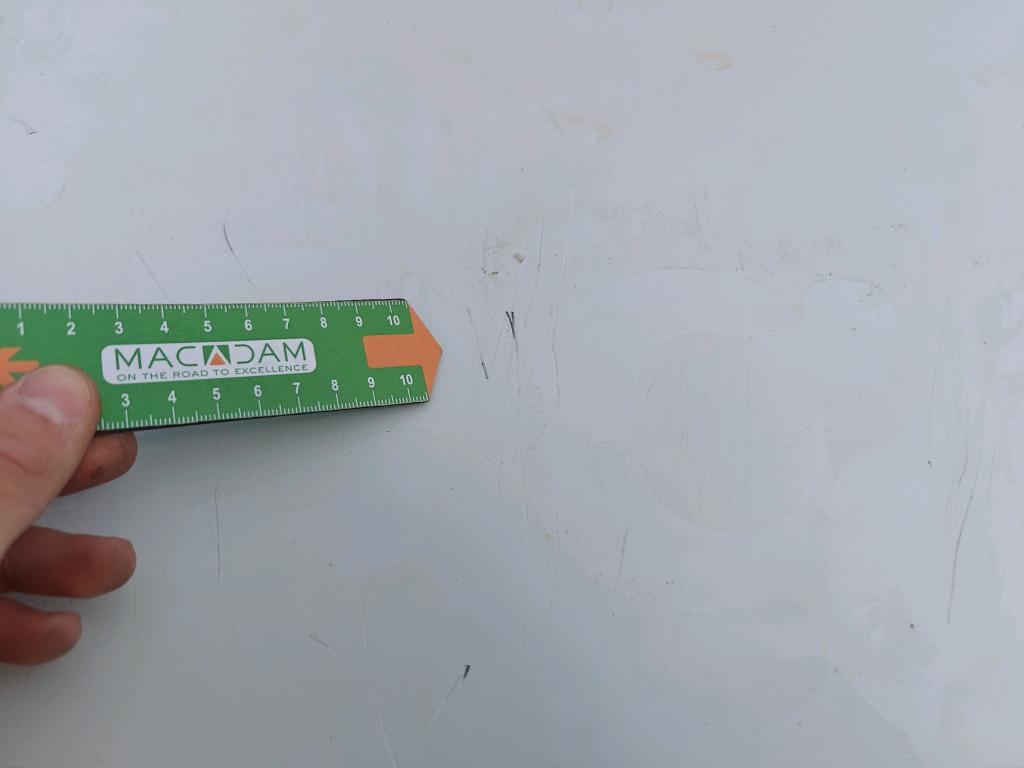 1 2 3 4 5 6 7 8 9 10
MACADAM
ON THE ROAD TO EXCELLENCE
3 4 5 6 7 8 9 10